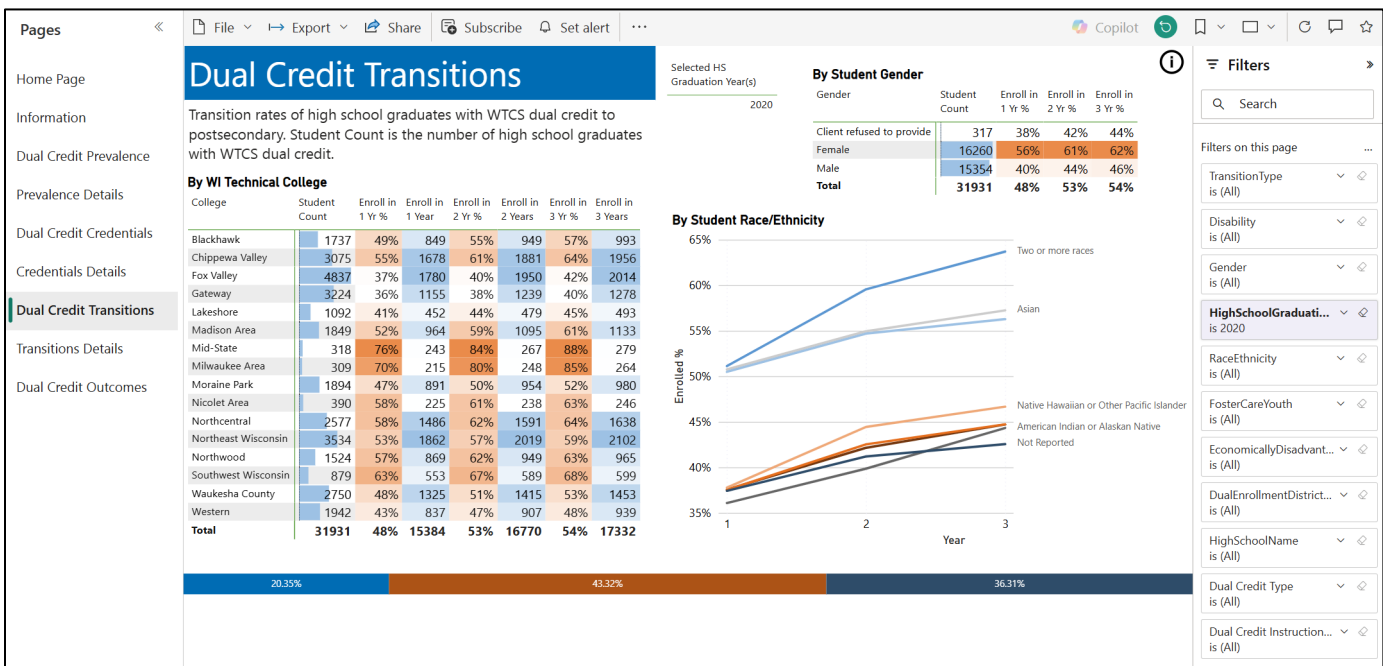 Pages
Home Page
Information
Dual Credit Prevalence
Prevalence Details
Dual Credit Credentials
Credentials Details
Dual Credit Transitions
Transitions Details
Dual Credit Outcomes
File Export Share Subscribe Set alert ... Copilot
Dual Credit Transitions
Transition rates of high school graduates with WTCS dual credit to
postsecondary. Student Count is the number of high school graduates
with WTCS dual credit.
Selected HS
Graduation Year(s)
2020
By Student Gender
Gender Student Enroll in Enroll in Enroll in
Count 1 Yr % 2 Yr % 3 Yr %
Client refused to provide 317 38% 42% 44%
Female 16260 56% 61% 62%
Male 15354 40% 44% 46%
Total 31931 48% 53% 54%
By WI Technical College
College Student Enroll in Enroll in Enroll in Enroll in Enroll in Enroll in
Count 1 Yr % 1 Year 2 Yr % 2 Years 3 Yr % 3 Years
Blackhawk 1737 49% 849 55% 949 57% 993
Chippewa Valley 3075 55% 1678 61% 1881 64% 1956
Fox Valley 4837 37% 1780 40% 1950 42% 2014
Gateway 3224 36% 1155 38% 1239 40% 1278
Lakeshore 1092 41% 452 44% 479 45% 493
Madison Area 1849 52% 964 59% 1095 61% 1133
Mid-State 318 76% 243 84% 267 88% 279
Milwaukee Area 309 70% 215 80% 248 85% 264
Moraine Park 1894 47% 891 50% 954 52% 980
Nicolet Area 390 58% 225 61% 238 63% 246
Northcentral 2577 58% 1486 62% 1591 64% 1638
Northeast Wisconsin 3534 53% 1862 57% 2019 59% 2102
Northwood 1524 57% 869 62% 949 63% 965
Southwest Wisconsin 879 63% 553 67% 589 68% 599
Waukesha County 2750 48% 1325 51% 1415 53% 1453
Western 1942 43% 837 47% 907 48% 939
Total 31931 48% 15384 53% 16770 54% 17332
By Student Race/Ethnicity
65%
60%
55%
50%
45%
40%
35%
Enrolled %
Two or more races
Asian
Native Hawaiian or Other Pacific Islander
American Indian or Alaskan Native
Not Reported
1 2 3
Year
20.35% 43.32% 36.31%
Filters
Search
Filters on this page ...
TransitionType
is (All)
Disability
is (All)
Gender
is (All)
HighSchoolGraduati...
is 2020
RaceEthnicity
is (All)
FosterCareYouth
is (All)
EconomicallyDisadvant...
is (All)
DualEnrollmentDistrict...
is (All)
HighSchoolName
is (All)
Dual Credit Type
is (All)
Dual Credit Instruction...
is (All)